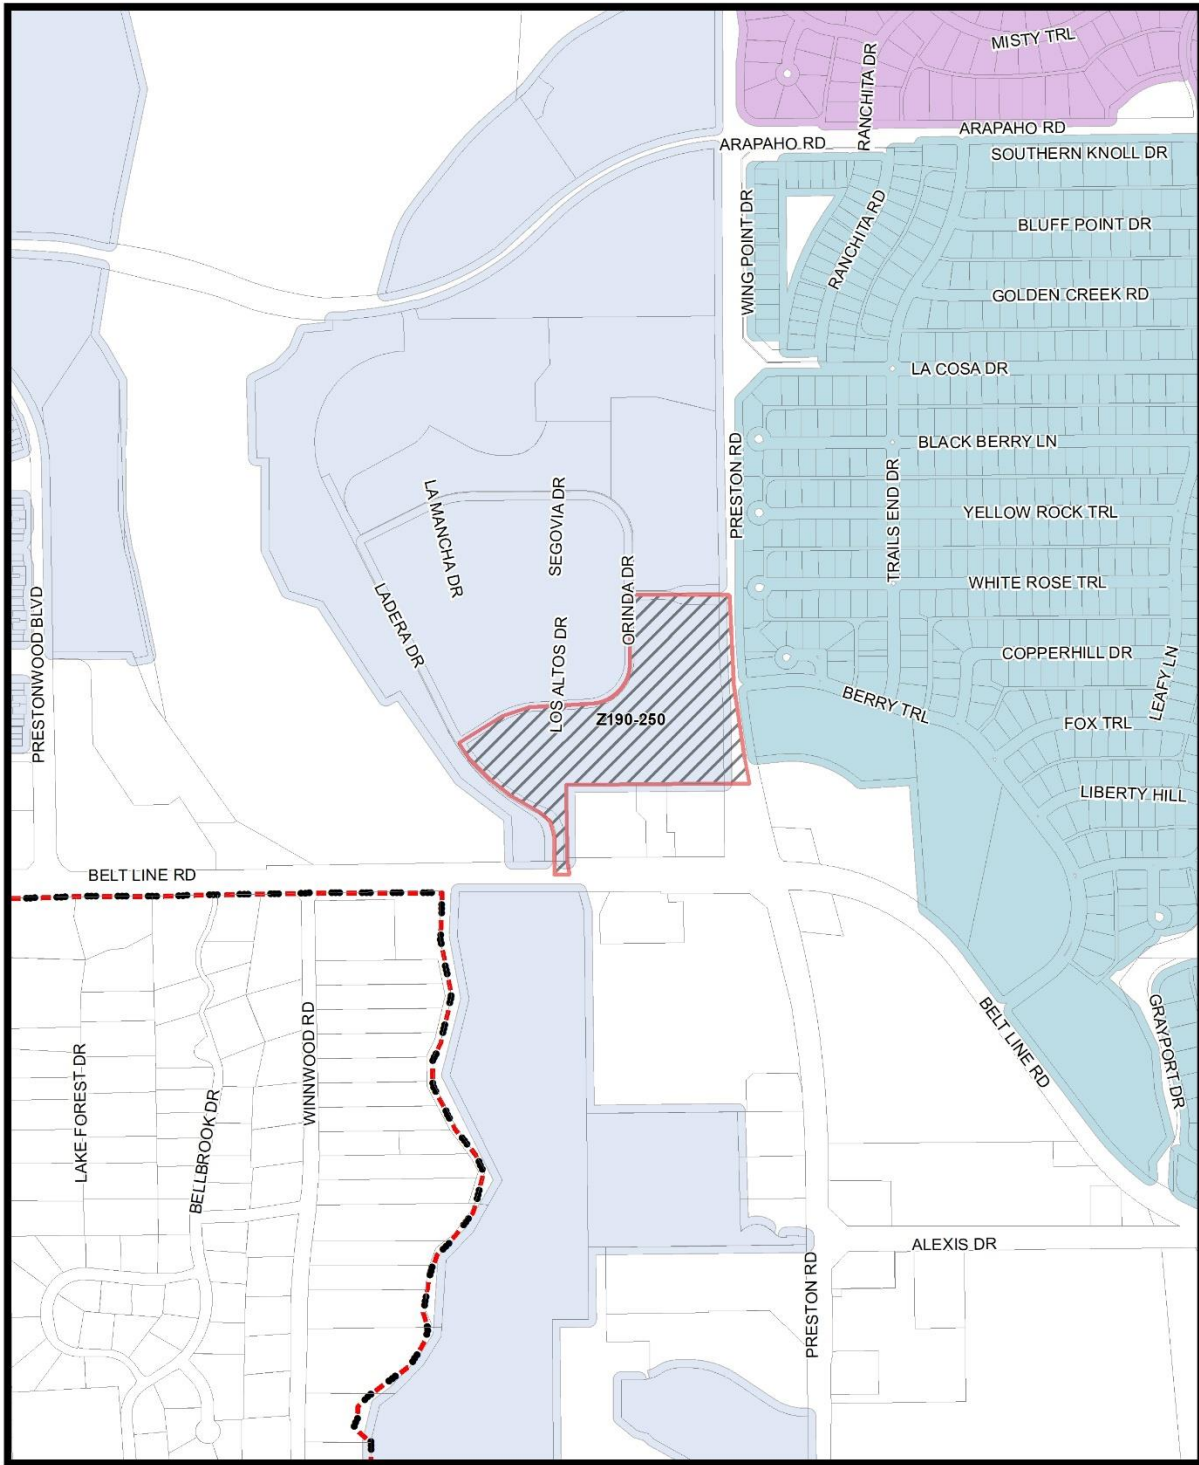 MISTY TRL
RANCHITA DR
ARAPAHO RD
ARAPAHO RD
SOUTHERN KNOLL DR
WING POINT DR
RANCHITA RD
BLUFF POINT DR
GOLDEN CREEK RD
LA COSA DR
PRESTON RD
BLACK BERRY LN
TRAILS END DR
LA MANCHA DR
SEGOVIA DR
YELLOW ROCK TRL
WHITE ROSE TRL
LADERA DR
ORINDA DR
LOS ALTOS DR
COPPERHILL DR
LEAFY LN
PRESTONWOOD BLVD
BERRY TRL
Z190-250
FOX TRL
LIBERTY HILL
BELT LINE RD
BELT LINE RD
GRAYPORT DR
LAKE FOREST DR
BELLBROOK DR
WINNWOOD RD
ALEXIS DR
PRESTON RD